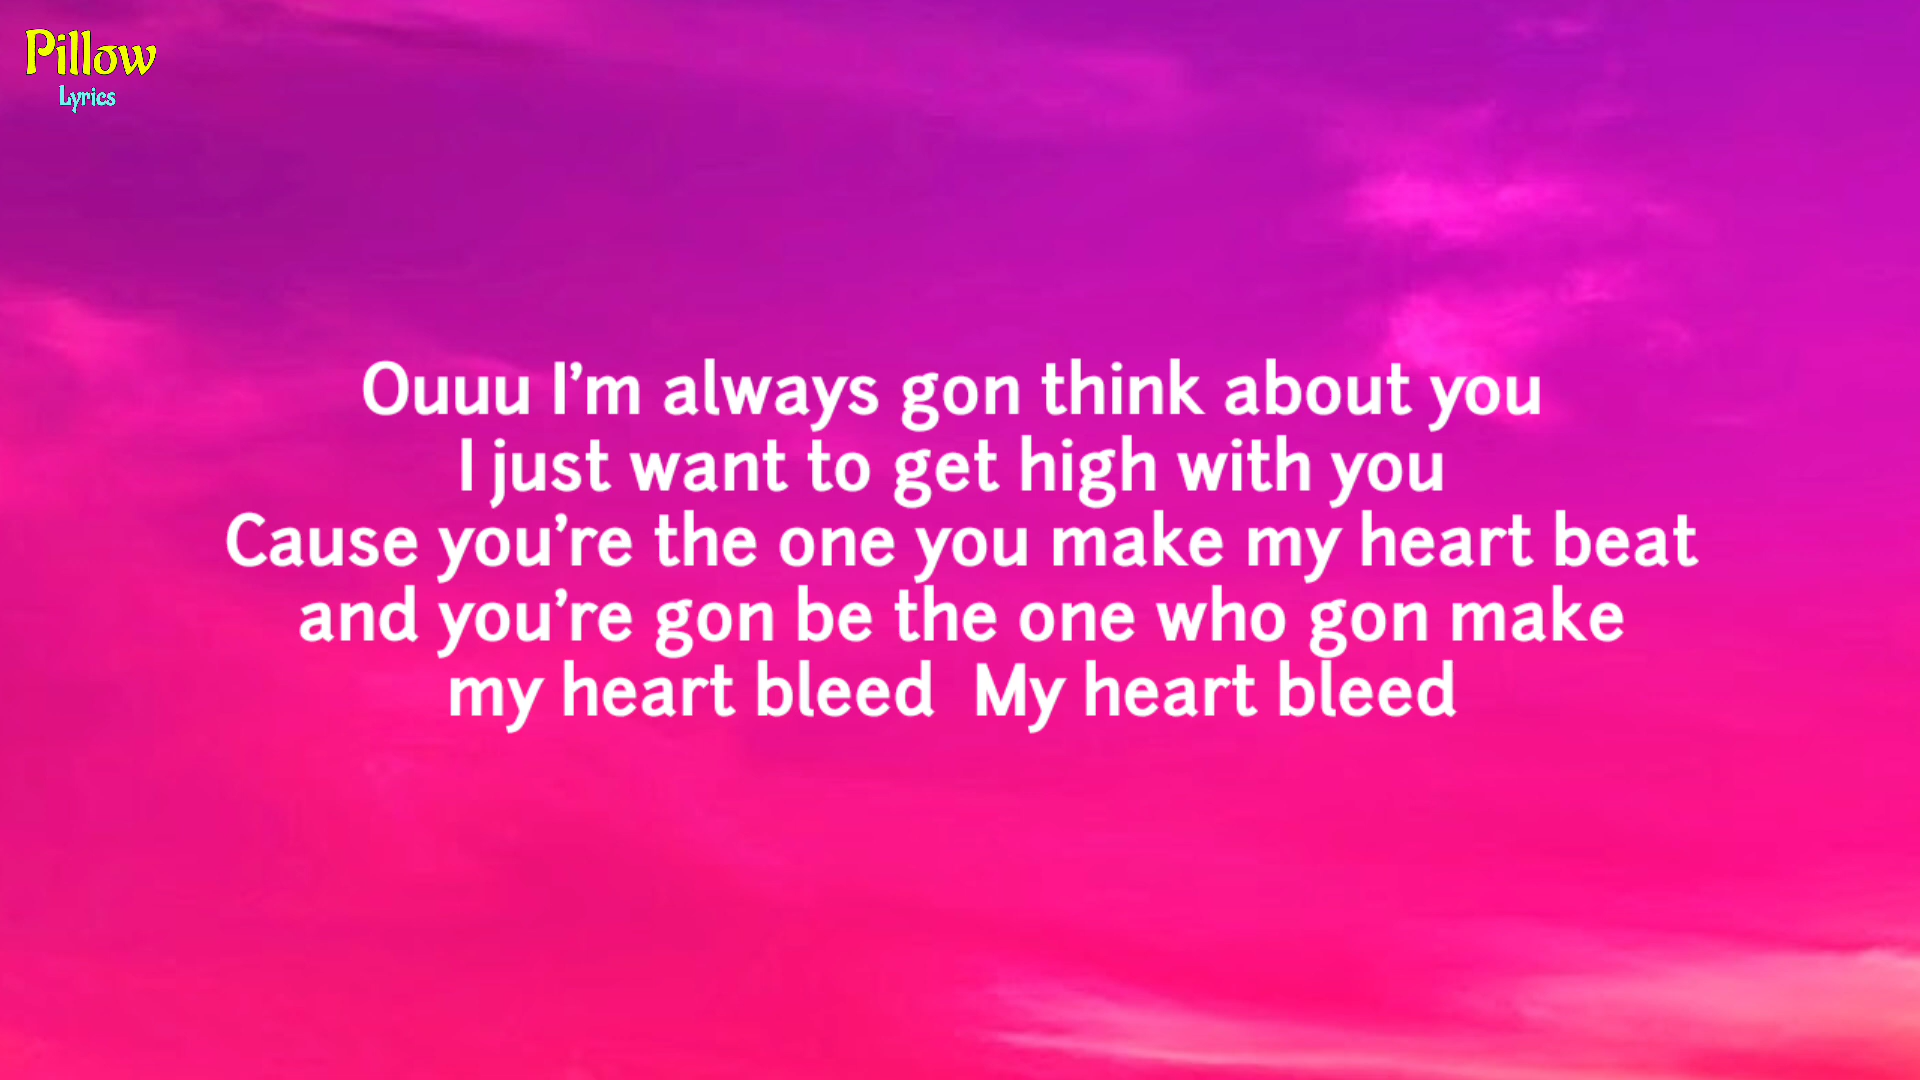 Pillow
Lyrics
Ouuu I'm always gon think about you
I just want to get high with you
Cause you're the one you make my heart beat
and you're gon be the one who gon make
my heart bleed  My heart bleed